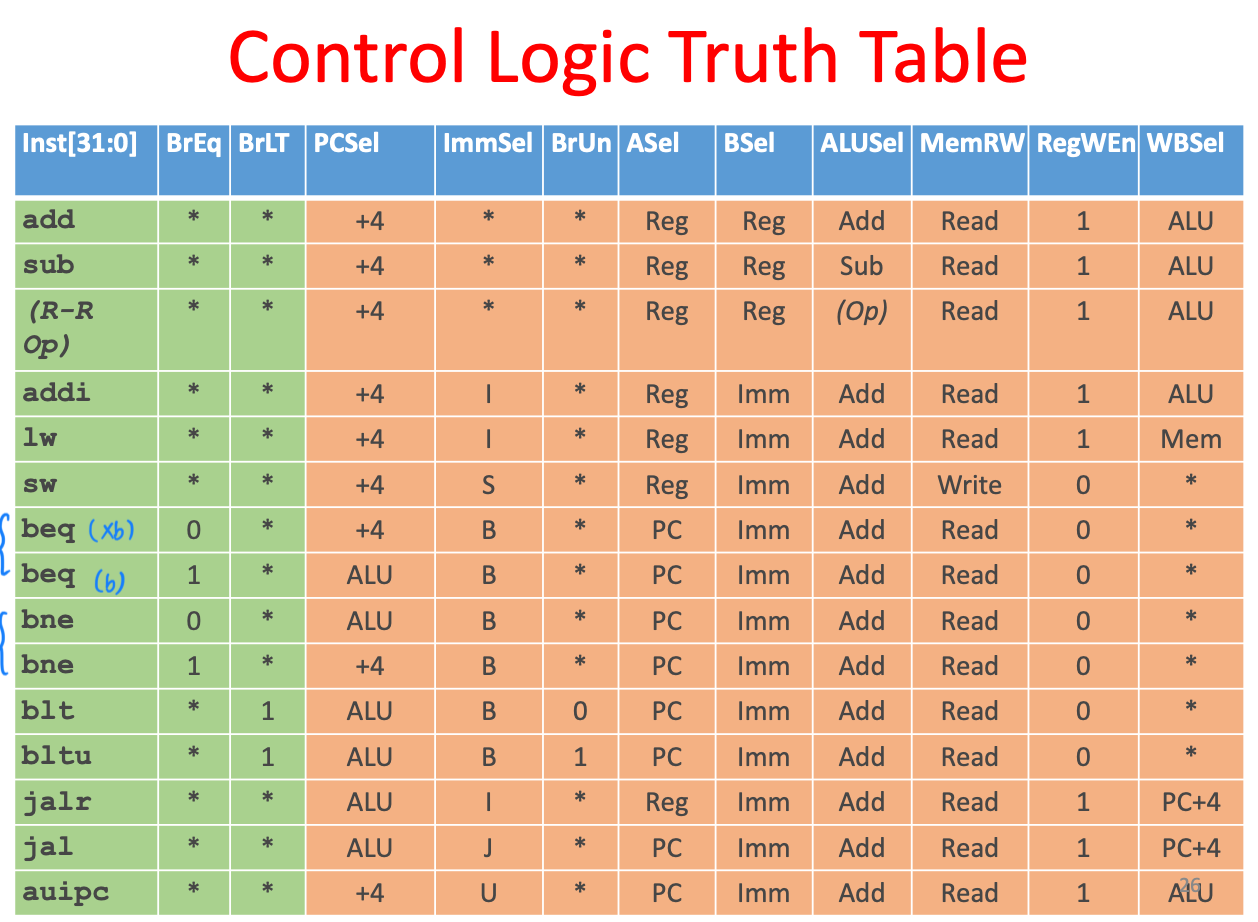 Control Logic Truth Table
Inst[31:0] BrEq BrLT PCSel ImmSel BrUn ASel BSel ALUSel MemRW RegWEn WBSel
add * * +4 * * Reg Reg Add Read 1 ALU
sub * * +4 * * Reg Reg Sub Read 1 ALU
(R-R * * +4 * * Reg Reg (Op) Read 1 ALU
Op)
addi * * +4 I * Reg Imm Add Read 1 ALU
lw * * +4 I * Reg Imm Add Read 1 Mem
sw * * +4 S * Reg Imm Add Write 0 *
beq (xb) 0 * +4 B * PC Imm Add Read 0 *
beq (b) 1 * ALU B * PC Imm Add Read 0 *
bne 0 * ALU B * PC Imm Add Read 0 *
bne 1 * +4 B * PC Imm Add Read 0 *
blt * 1 ALU B 0 PC Imm Add Read 0 *
bltu * 1 ALU B 1 PC Imm Add Read 0 *
jalr * * ALU I * Reg Imm Add Read 1 PC+4
jal * * ALU J * PC Imm Add Read 1 PC+4
auipc * * +4 U * PC Imm Add Read 1 ALU
26